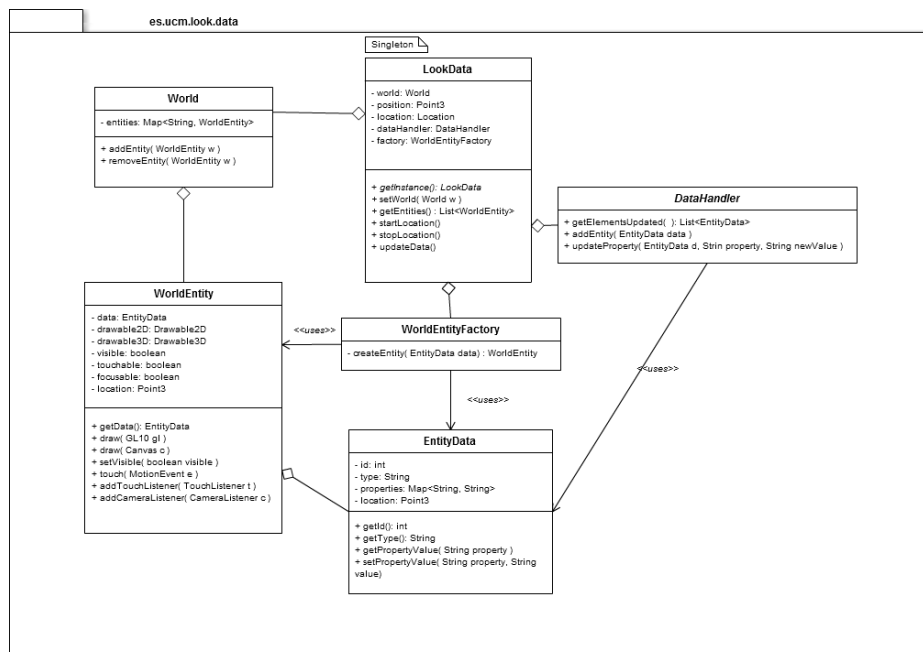 es.ucm.look.data
Singleton
LookData
- world: World
- position: Point3
- location: Location
- dataHandler: DataHandler
- factory: WorldEntityFactory
+ getInstance(): LookData
+ setWorld( World w )
+ getEntities() : List<WorldEntity>
+ startLocation()
+ stopLocation()
+ updateData()
World
- entities: Map<String, WorldEntity>
+ addEntity( WorldEntity w )
+ removeEntity( WorldEntity w )
DataHandler
+ getElementsUpdated( ): List<EntityData>
+ addEntity( EntityData data )
+ updateProperty( EntityData d, Strin property, String newValue )
WorldEntity
- data: EntityData
- drawable2D: Drawable2D
- drawable3D: Drawable3D
- visible: boolean
- touchable: boolean
- focusable: boolean
- location: Point3
+ getData(): EntityData
+ draw( GL10 gl )
+ draw( Canvas c )
+ setVisible( boolean visible )
+ touch( MotionEvent e )
+ addTouchListener( TouchListener t )
+ addCameraListener( CameraListener c )
<<uses>>
WorldEntityFactory
- createEntity( EntityData data) : WorldEntity
<<uses>>
<<uses>>
EntityData
- id: int
- type: String
- properties: Map<String, String>
- location: Point3
+ getId(): int
+ getType(): String
+ getPropertyValue( String property )
+ setPropertyValue( String property, String
value)